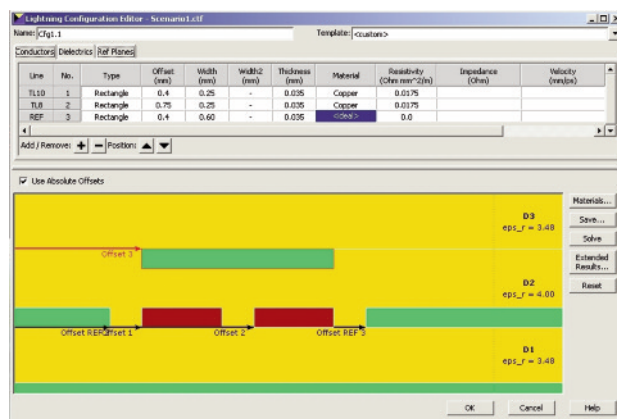 Lightning Configuration Editor - Scenario1.ctf
Name: Cfg1.1 Template: <custom>
Conductors Dielectrics Ref Planes
Line No. Type Offset (mm) Width (mm) Width2 (mm) Thickness (mm) Material Resistivity (Ohm mm^2/m) Impedance (Ohm) Velocity (mm/ps)
TL10 1 Rectangle 0.4 0.25 - 0.035 Copper 0.0175
TL8 2 Rectangle 0.75 0.25 - 0.035 Copper 0.0175
REF 3 Rectangle 0.4 0.60 - 0.035 <ideal> 0.0
Add / Remove: Position:
Use Absolute Offsets
Materials...
Save...
Solve
Extended Results...
Reset
D3
eps_r = 3.48
Offset 3
D2
eps_r = 4.00
Offset REF Offset 1 Offset 2 Offset REF 3
D1
eps_r = 3.48
OK Cancel Help